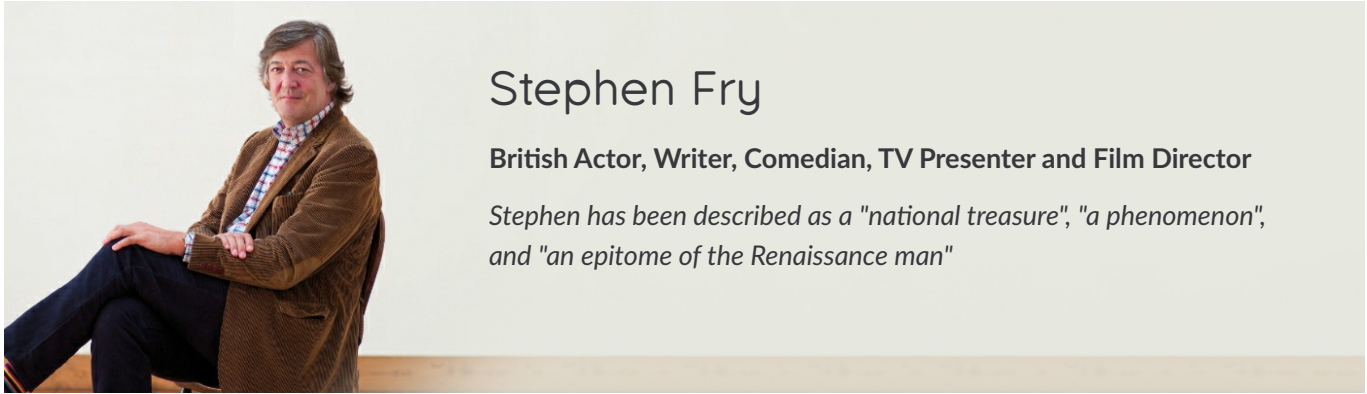 Stephen Fry
British Actor, Writer, Comedian, TV Presenter and Film Director
Stephen has been described as a "national treasure", "a phenomenon",
and "an epitome of the Renaissance man"